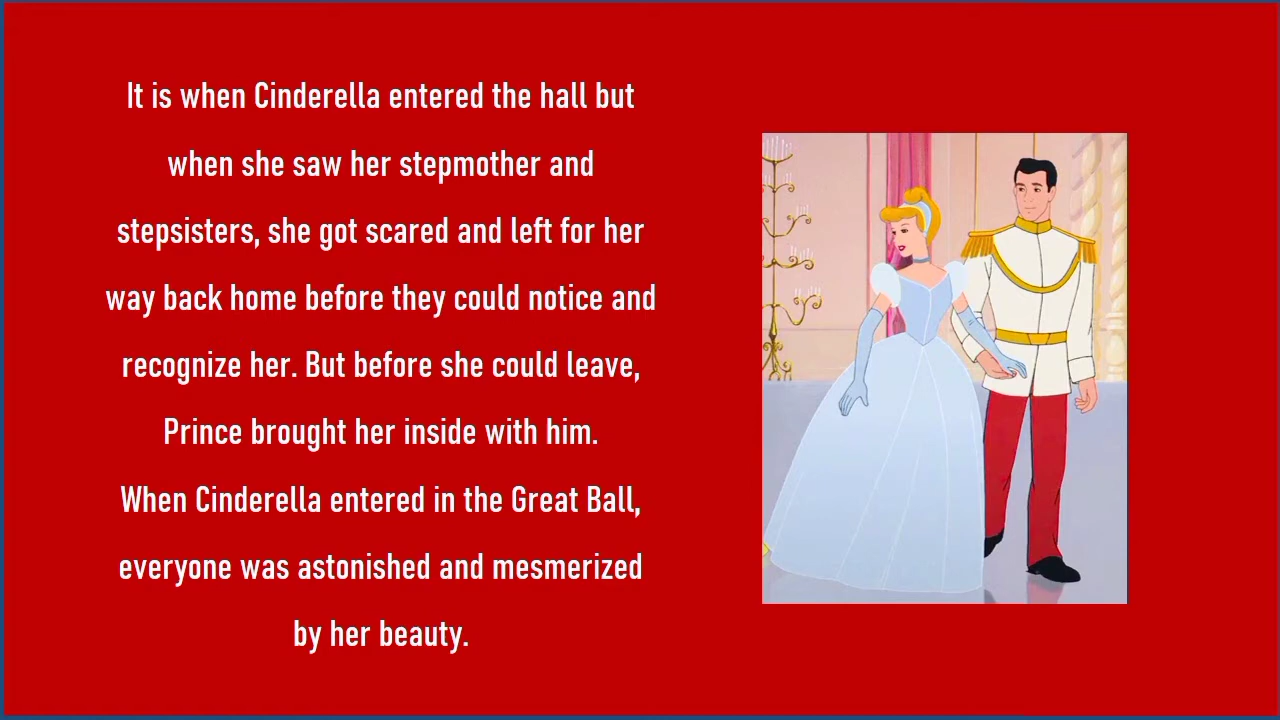 It is when Cinderella entered the hall but
when she saw her stepmother and
stepsisters, she got scared and left for her
way back home before they could notice and
recognize her. But before she could leave,
Prince brought her inside with him.
When Cinderella entered in the Great Ball,
everyone was astonished and mesmerized
by her beauty.